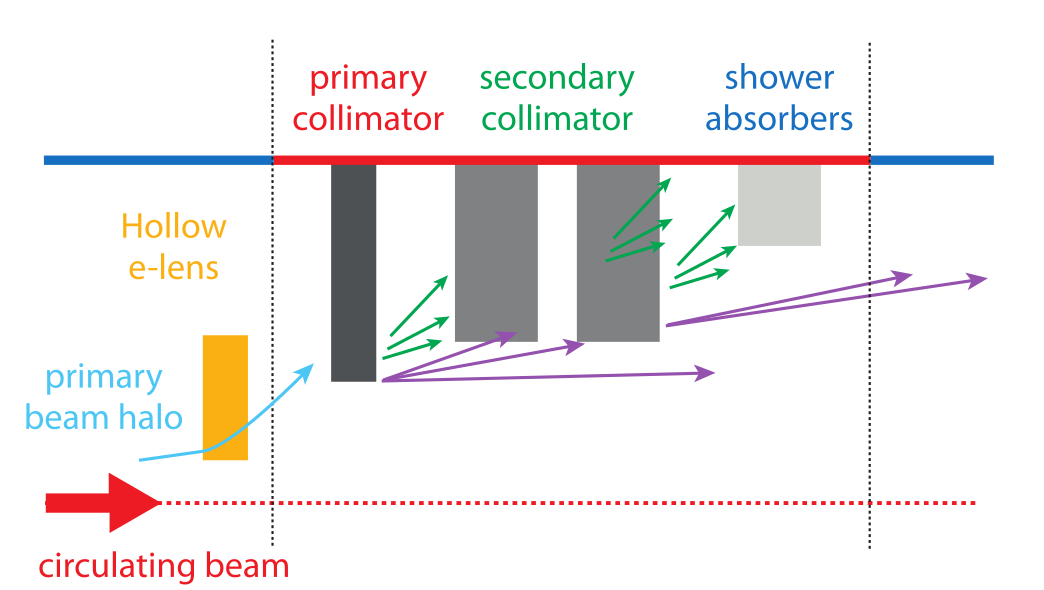 primary
collimator
secondary
collimator
shower
absorbers
Hollow
e-lens
primary
beam halo
circulating beam